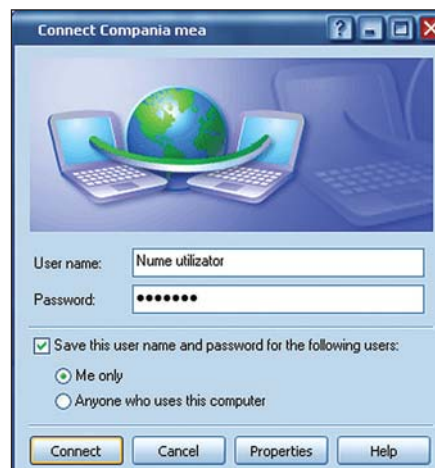 Connect Compania mea
User name: Nume utilizator
Password: •••••••
Save this user name and password for the following users:
Me only
Anyone who uses this computer
Connect Cancel Properties Help